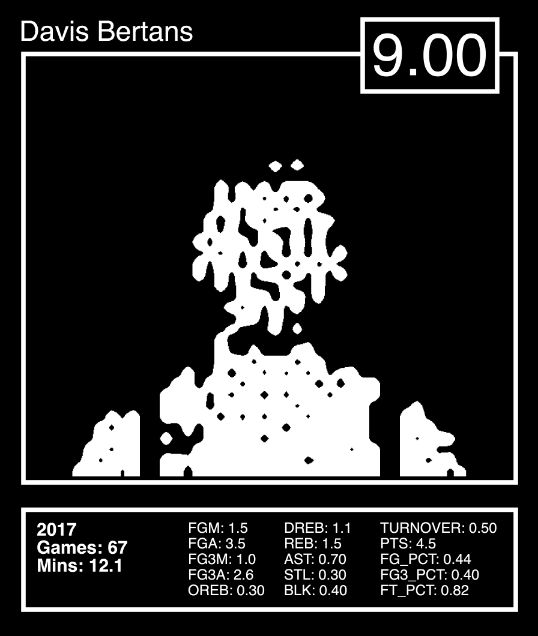 Davis Bertans
9.00
2017
Games: 67
Mins: 12.1
FGM: 1.5
FGA: 3.5
FG3M: 1.0
FG3A: 2.6
OREB: 0.30
DREB: 1.1
REB: 1.5
AST: 0.70
STL: 0.30
BLK: 0.40
TURNOVER: 0.50
PTS: 4.5
FG_PCT: 0.44
FG3_PCT: 0.40
FT_PCT: 0.82